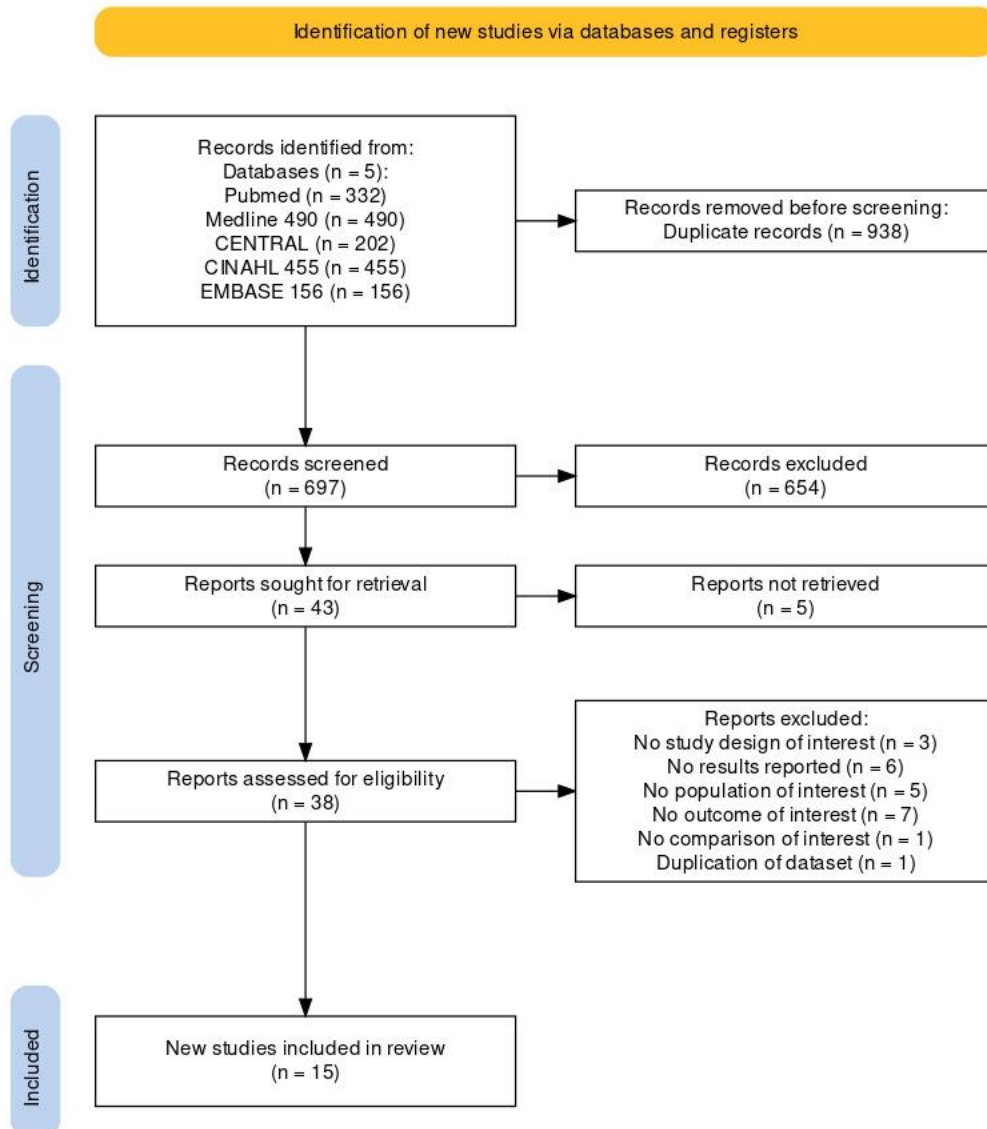 Identification of new studies via databases and registers
Identification
Records identified from:
Databases (n = 5):
Pubmed (n = 332)
Medline 490 (n = 490)
CENTRAL (n = 202)
CINAHL 455 (n = 455)
EMBASE 156 (n = 156)
Records removed before screening:
Duplicate records (n = 938)
Screening
Records screened
(n = 697)
Records excluded
(n = 654)
Reports sought for retrieval
(n = 43)
Reports not retrieved
(n = 5)
Reports assessed for eligibility
(n = 38)
Reports excluded:
No study design of interest (n = 3)
No results reported (n = 6)
No population of interest (n = 5)
No outcome of interest (n = 7)
No comparison of interest (n = 1)
Duplication of dataset (n = 1)
Included
New studies included in review
(n = 15)